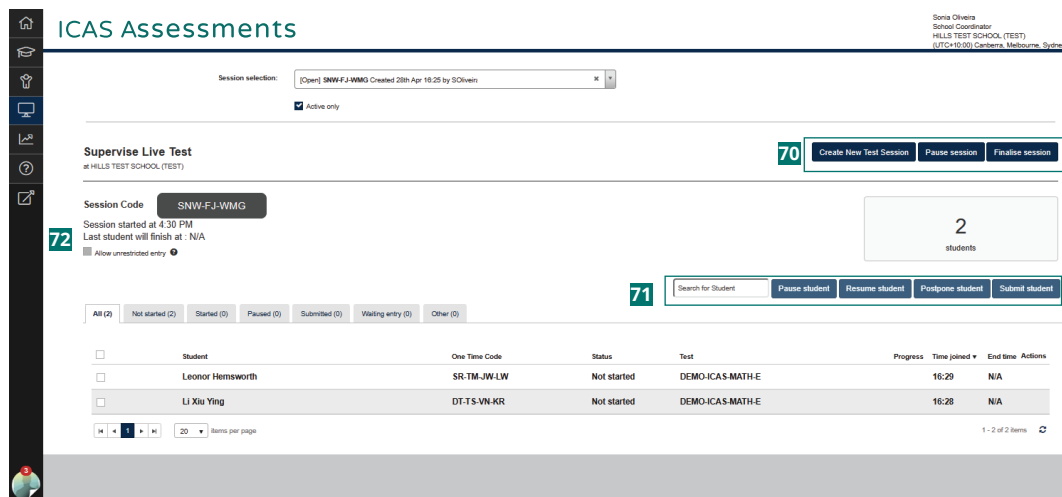 ICAS Assessments
Sonia Oliveira
School Coordinator
HILLS TEST SCHOOL (TEST)
(UTC+10:00) Canberra, Melbourne, Sydne
Session selection:
[Open] SNW-FJ-WMG Created 28th Apr 16:25 by SOlivein
Active only
Supervise Live Test
at HILLS TEST SCHOOL (TEST)
70
Create New Test Session Pause session Finalise session
Session Code SNW-FJ-WMG
Session started at 4:30 PM
Last student will finish at : N/A
72
Allow unrestricted entry
2
students
71
Search for Student Pause student Resume student Postpone student Submit student
All (2) Not started (2) Started (0) Paused (0) Submitted (0) Waiting entry (0) Other (0)
Student One Time Code Status Test Progress Time joined End time Actions
Leonor Hemsworth SR-TM-JW-LW Not started DEMO-ICAS-MATH-E 16:29 N/A
Li Xiu Ying DT-TS-VN-KR Not started DEMO-ICAS-MATH-E 16:28 N/A
1 20 items per page 1 - 2 of 2 items
3